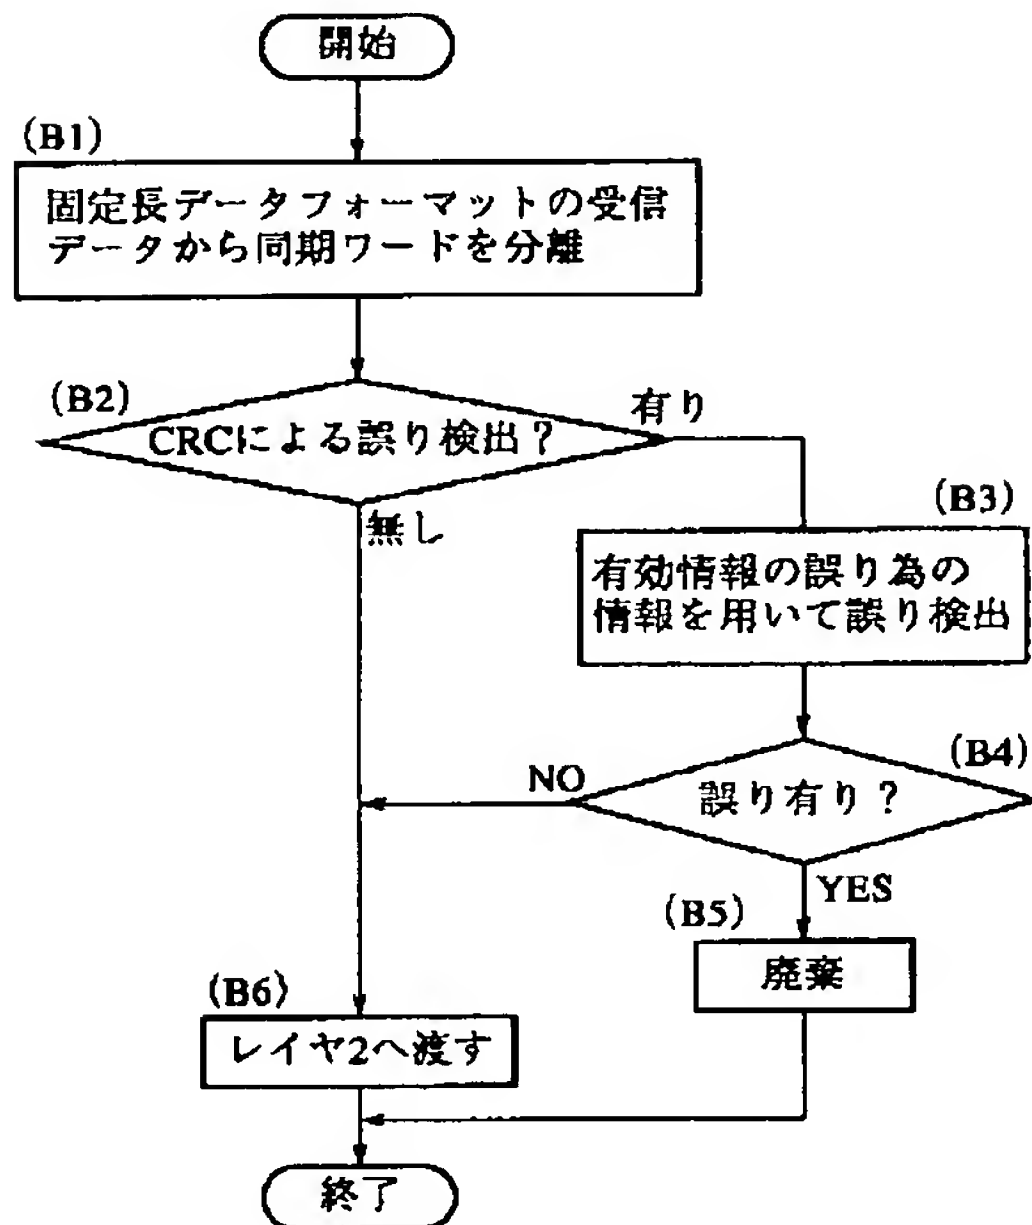 開始
(B1)
固定長データフォーマットの受信
データから同期ワードを分離
(B2)
CRCによる誤り検出？
有り
無し
(B3)
有効情報の誤り為の
情報を用いて誤り検出
(B4)
誤り有り？
NO
YES
(B5)
廃棄
(B6)
レイヤ2へ渡す
終了